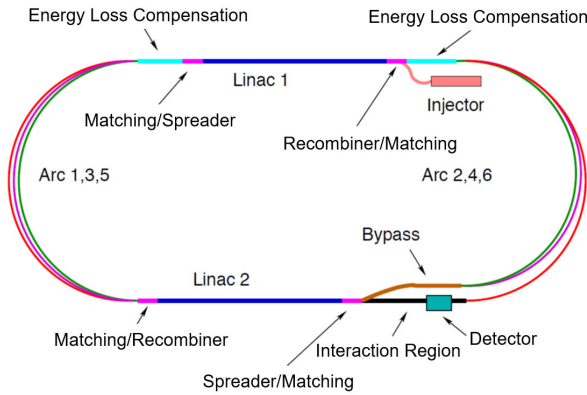 Energy Loss Compensation
Energy Loss Compensation
Linac 1
Injector
Matching/Spreader
Recombiner/Matching
Arc 1,3,5
Arc 2,4,6
Bypass
Linac 2
Matching/Recombiner
Interaction Region
Detector
Spreader/Matching